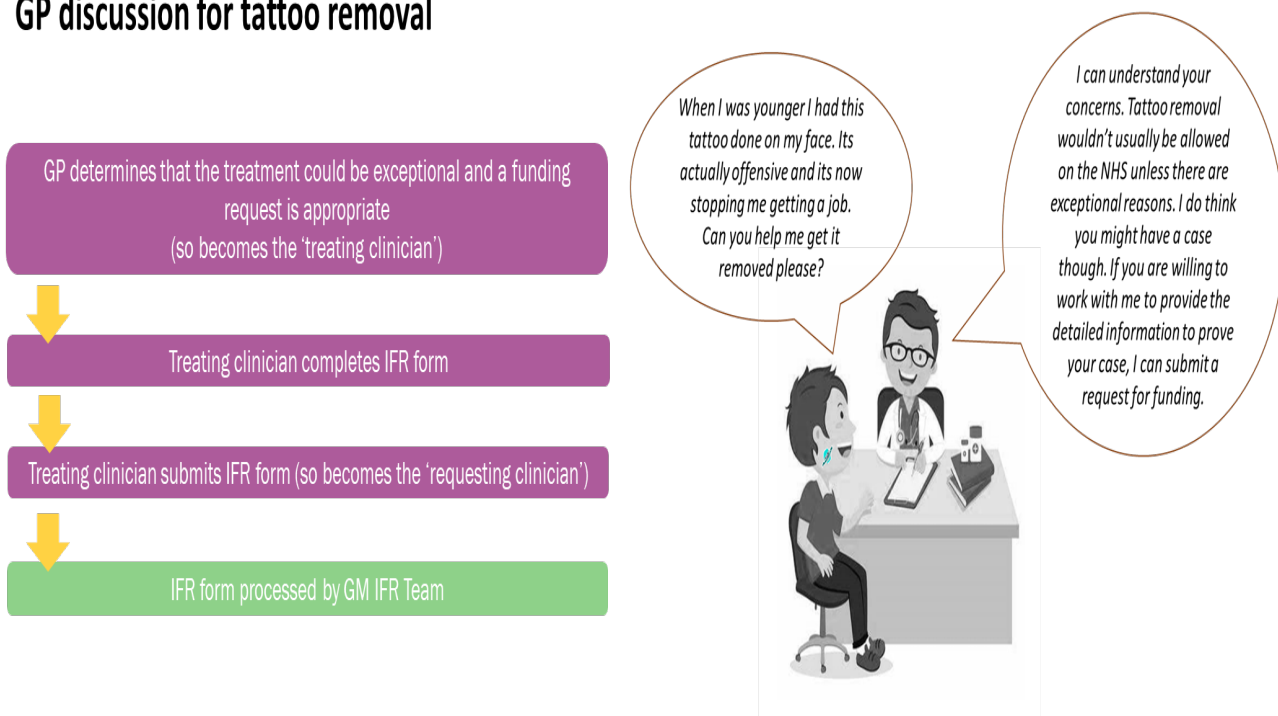 GP discussion for tattoo removal
GP determines that the treatment could be exceptional and a funding
request is appropriate
(so becomes the ‘treating clinician’)
Treating clinician completes IFR form
Treating clinician submits IFR form (so becomes the ‘requesting clinician’)
IFR form processed by GM IFR Team
When I was younger I had this
tattoo done on my face. Its
actually offensive and its now
stopping me getting a job.
Can you help me get it
removed please?
I can understand your
concerns. Tattoo removal
wouldn’t usually be allowed
on the NHS unless there are
exceptional reasons. I do think
you might have a case
though. If you are willing to
work with me to provide the
detailed information to prove
your case, I can submit a
request for funding.